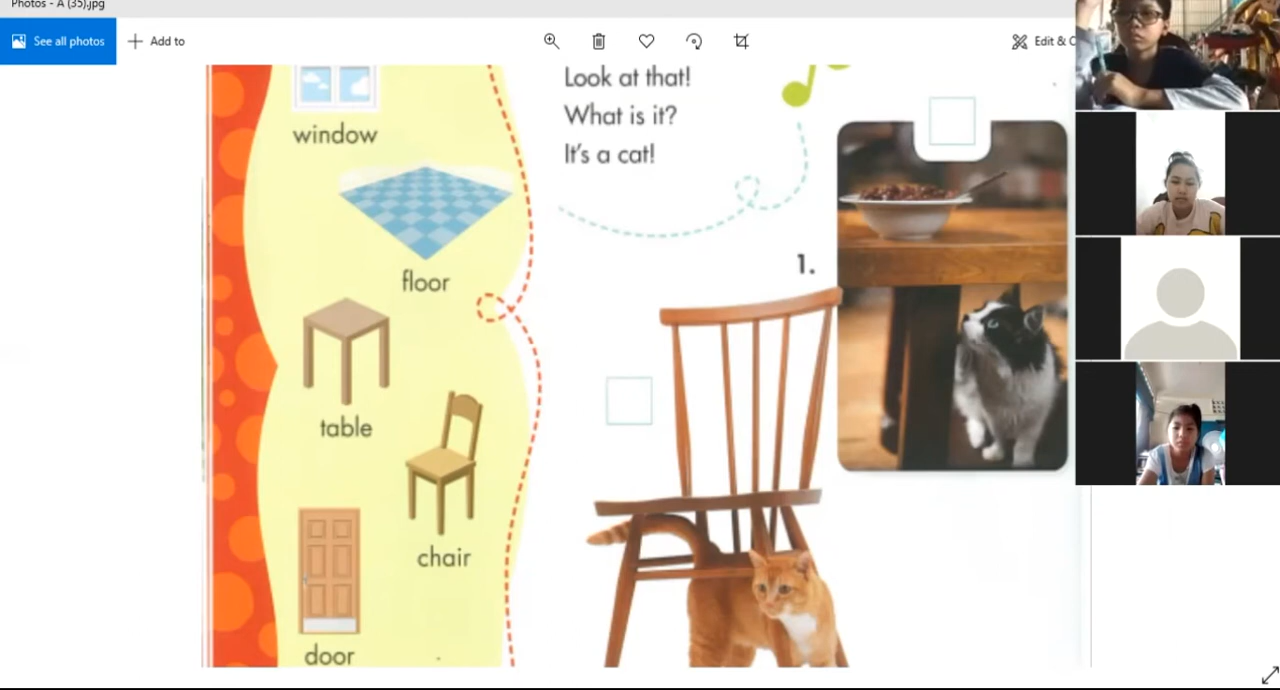 Photos - A (35).jpg
See all photos
Add to
Edit & C
window
floor
table
chair
door
Look at that!
What is it?
It's a cat!
1.